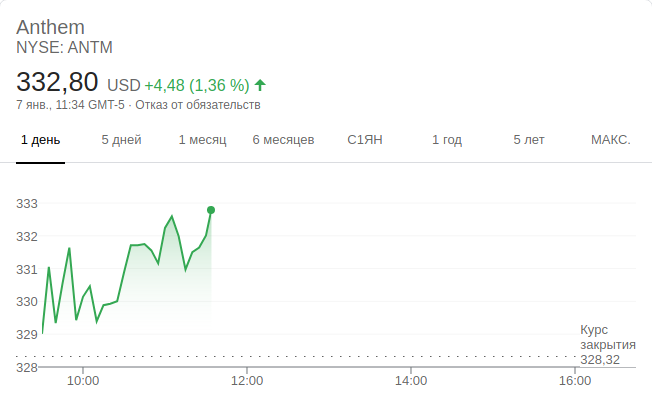 Anthem
NYSE: ANTM
332,80 USD +4,48 (1,36 %)
7 янв., 11:34 GMT-5 · Отказ от обязательств
1 день 5 дней 1 месяц 6 месяцев С1ЯН 1 год 5 лет МАКС.
333
332
331
330
329
328
Курс
закрытия
328,32
10:00 12:00 14:00 16:00